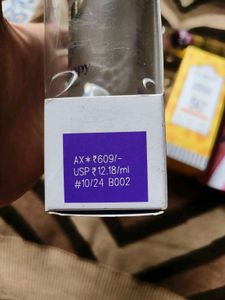 AX*₹609/-
USP ₹12.18/ml
#10/24 B002